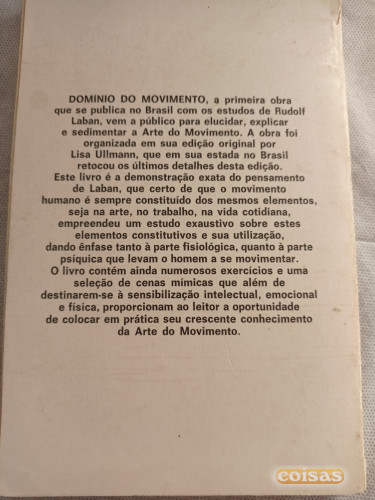 DOMÍNIO DO MOVIMENTO, a primeira obra
que se publica no Brasil com os estudos de Rudolf
Laban, vem a público para elucidar, explicar
e sedimentar a Arte do Movimento. A obra foi
organizada em sua edição original por
Lisa Ullmann, que em sua estada no Brasil
retocou os últimos detalhes desta edição.
Este livro é a demonstração exata do pensamento
de Laban, que certo de que o movimento
humano é sempre constituído dos mesmos elementos,
seja na arte, no trabalho, na vida cotidiana,
empreendeu um estudo exaustivo sobre estes
elementos constitutivos e sua utilização,
dando ênfase tanto à parte fisiológica, quanto à parte
psíquica que levam o homem a se movimentar.
O livro contém ainda numerosos exercícios e uma
seleção de cenas mímicas que além de
destinarem-se à sensibilização intelectual, emocional
e física, proporcionam ao leitor a oportunidade
de colocar em prática seu crescente conhecimento
da Arte do Movimento.
coisas